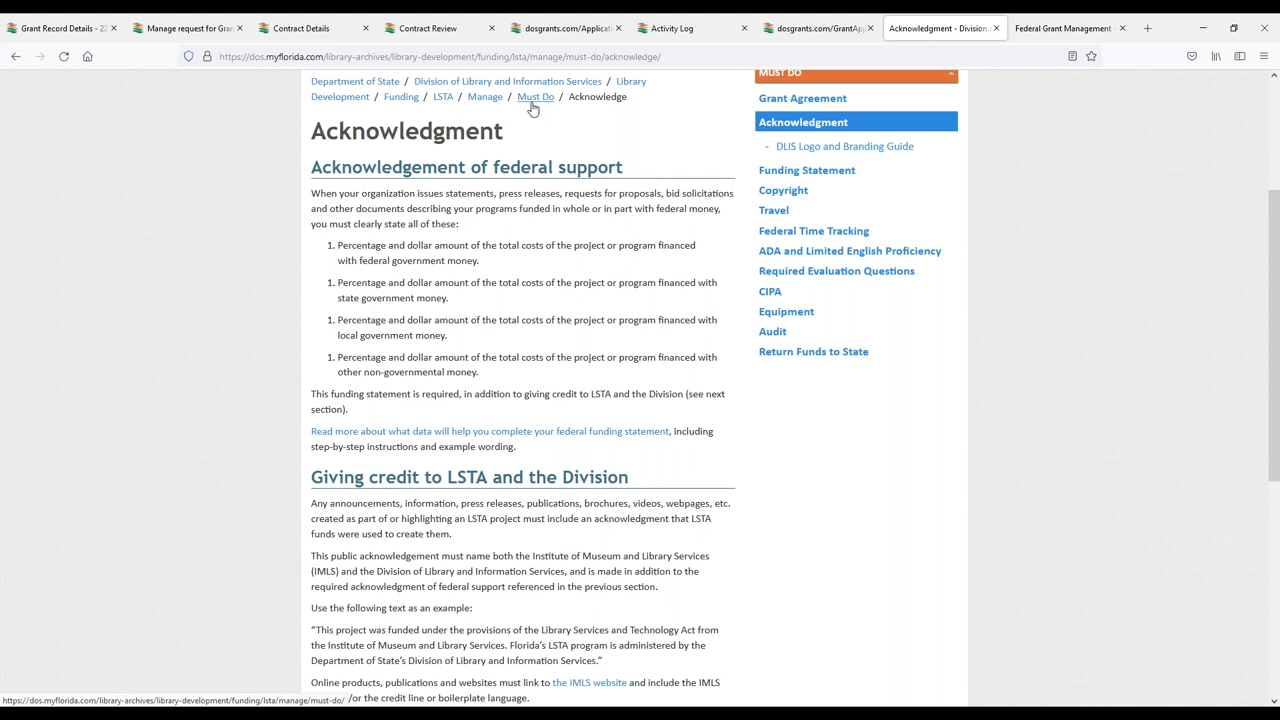 Grant Record Details - 22
Manage request for Gran
Contract Details
Contract Review
dosgrants.com/Applicati
Activity Log
dosgrants.com/GrantApp
Acknowledgment - Division o
Federal Grant Management -
https://dos.myflorida.com/library-archives/library-development/funding/lsta/manage/must-do/acknowledge/
Department of State / Division of Library and Information Services / Library
Development / Funding / LSTA / Manage / Must Do / Acknowledge
Acknowledgment
Acknowledgement of federal support
When your organization issues statements, press releases, requests for proposals, bid solicitations
and other documents describing your programs funded in whole or in part with federal money,
you must clearly state all of these:
1. Percentage and dollar amount of the total costs of the project or program financed
with federal government money.
1. Percentage and dollar amount of the total costs of the project or program financed with
state government money.
1. Percentage and dollar amount of the total costs of the project or program financed with
local government money.
1. Percentage and dollar amount of the total costs of the project or program financed with
other non-governmental money.
This funding statement is required, in addition to giving credit to LSTA and the Division (see next
section).
Read more about what data will help you complete your federal funding statement, including
step-by-step instructions and example wording.
Giving credit to LSTA and the Division
Any announcements, information, press releases, publications, brochures, videos, webpages, etc.
created as part of or highlighting an LSTA project must include an acknowledgment that LSTA
funds were used to create them.
This public acknowledgement must name both the Institute of Museum and Library Services
(IMLS) and the Division of Library and Information Services, and is made in addition to the
required acknowledgment of federal support referenced in the previous section.
Use the following text as an example:
“This project was funded under the provisions of the Library Services and Technology Act from
the Institute of Museum and Library Services. Florida’s LSTA program is administered by the
Department of State’s Division of Library and Information Services.”
Online products, publications and websites must link to the IMLS website and include the IMLS
/or the credit line or boilerplate language.
MUST DO
Grant Agreement
Acknowledgment
- DLIS Logo and Branding Guide
Funding Statement
Copyright
Travel
Federal Time Tracking
ADA and Limited English Proficiency
Required Evaluation Questions
CIPA
Equipment
Audit
Return Funds to State
https://dos.myflorida.com/library-archives/library-development/funding/lsta/manage/must-do/